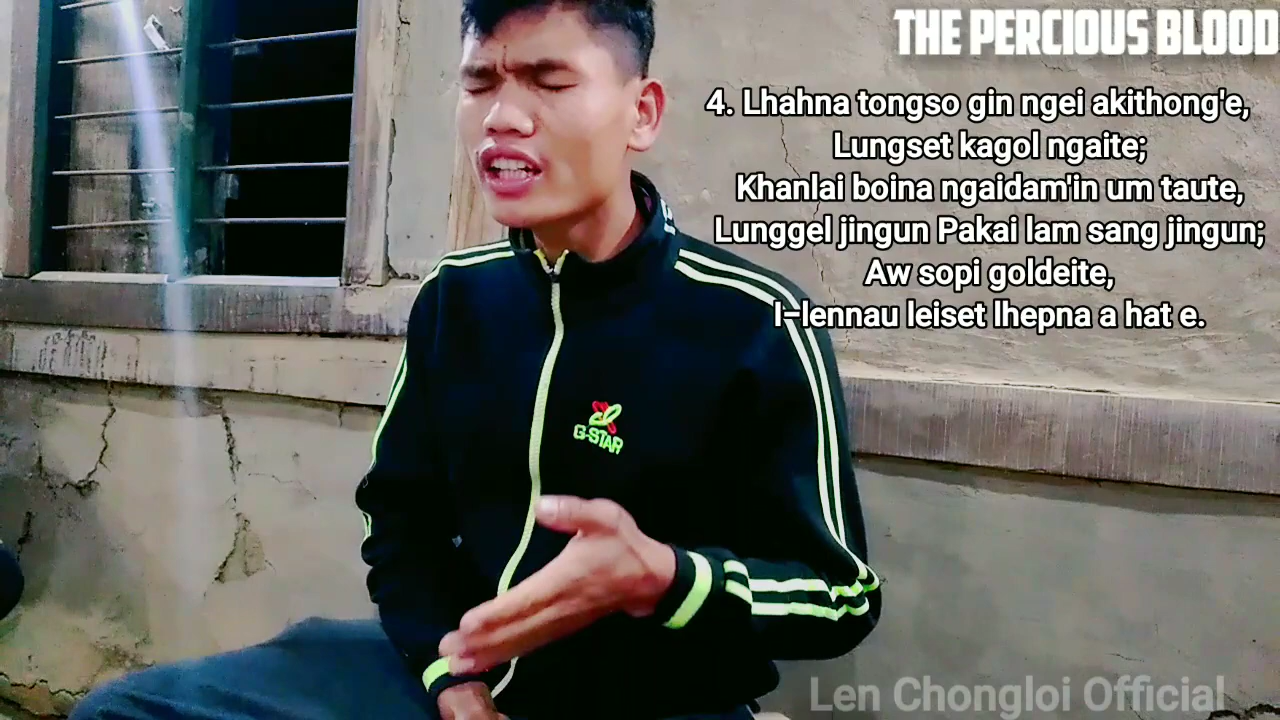 THE PERCIOUS BLOOD
4. Lhahna tongso gin ngei akithong'e,
Lungset kagol ngaite;
Khanlai boina ngaidam'in um taute,
Lunggel jingun Pakai lam sang jingun;
Aw sopi goldeite,
I-lennau leiset lhepna a hat e.
G-STAR
Len Chongloi Official